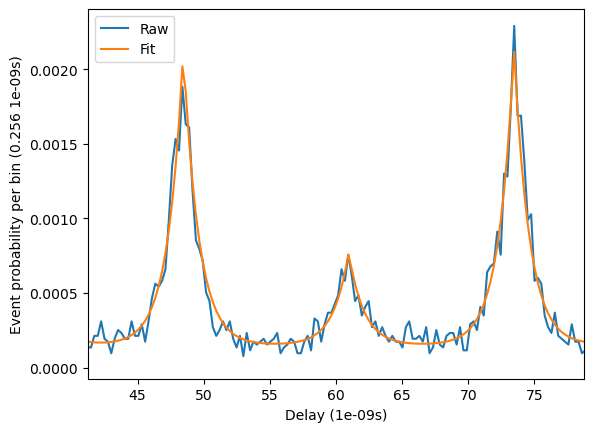 Raw
Fit
Event probability per bin (0.256 1e-09s)
0.0020
0.0015
0.0010
0.0005
0.0000
45 50 55 60 65 70 75
Delay (1e-09s)